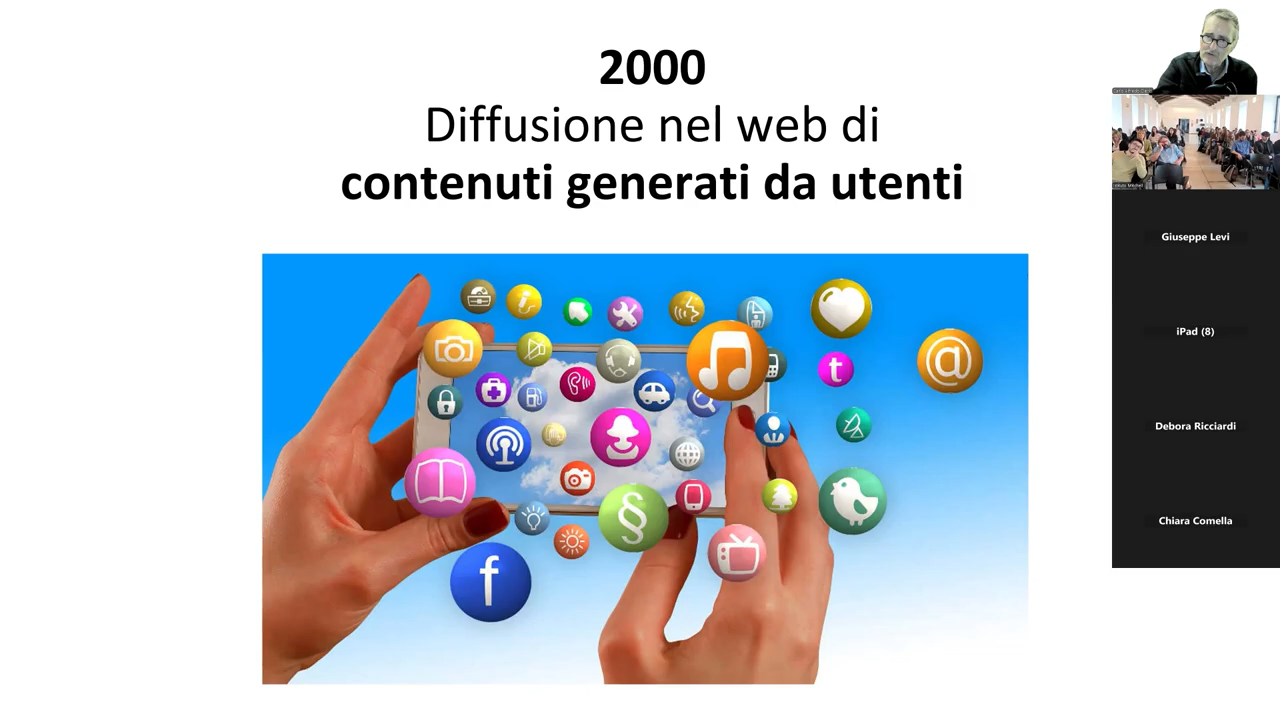 2000
Diffusione nel web di
contenuti generati da utenti
t
@
§
f
Giuseppe Levi
iPad (8)
Debora Ricciardi
Chiara Comella